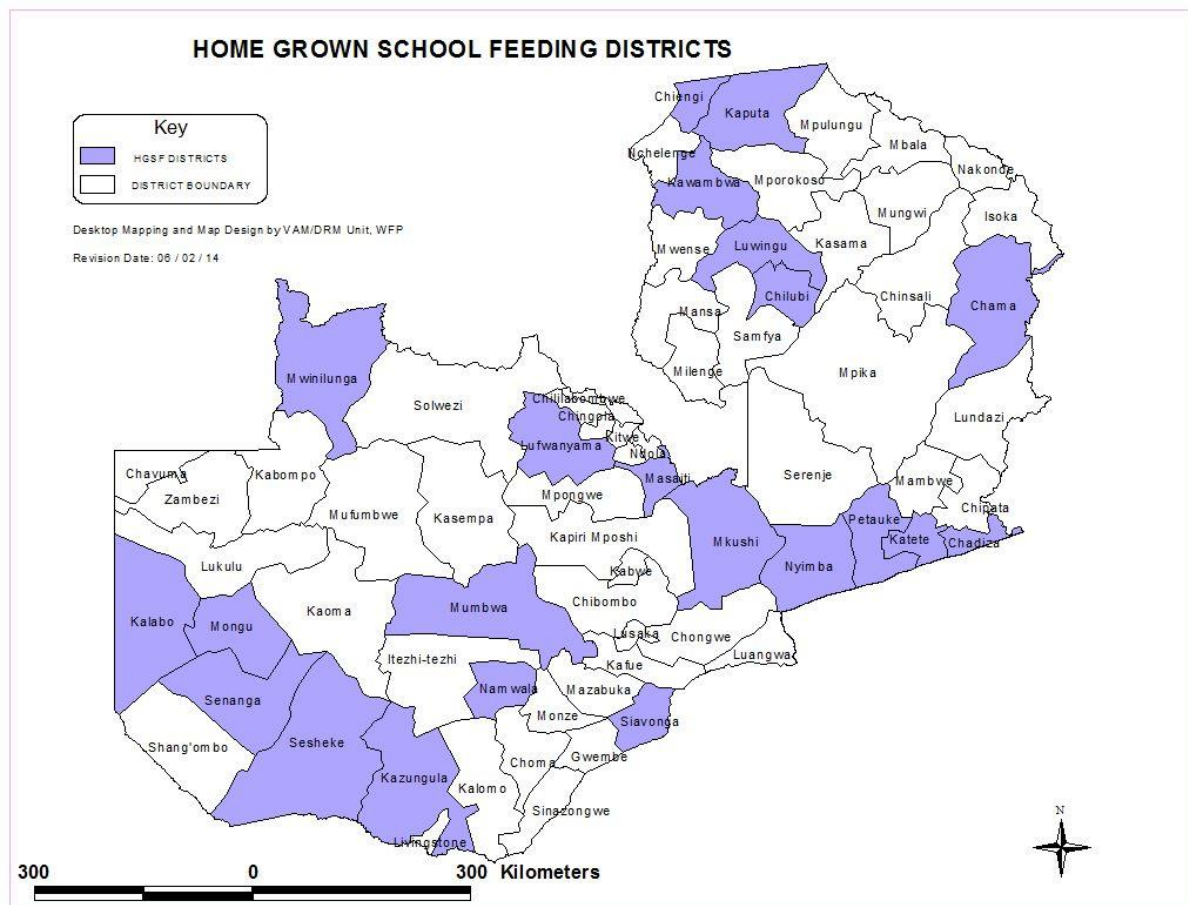 HOME GROWN SCHOOL FEEDING DISTRICTS
Key
HGSF DISTRICTS
DISTRICT BOUNDARY
Desktop Mapping and Map Design by VAM/DRM Unit, WFP
Revision Date: 06 / 02 / 14
Chiengi
Kaputa
Mpulungu
Mbala
Nchelenge
Nakonde
Kawambwa
Mporokoso
Mungwi
Isoka
Mwense
Luwingu
Kasama
Chilubi
Chinsali
Chama
Mansa
Samfya
Milenge
Mpika
Mwinilunga
Solwezi
Chililabombwe
Chingola
Lundazi
Kitwe
Lufwanyama
Ndola
Chavuma
Kabompo
Masaiti
Serenje
Mambwe
Zambezi
Mpongwe
Chipata
Mufumbwe
Kasempa
Petauke
Kapiri Mposhi
Mkushi
Katete
Chadiza
Lukulu
Kabwe
Nyimba
Kaoma
Mumbwa
Chibombo
Kalabo
Mongu
Lusaka
Chongwe
Itezhi-tezhi
Luangwa
Kafue
Senanga
Namwala
Mazabuka
Monze
Siavonga
Shang'ombo
Sesheke
Gwembe
Choma
Kazungula
Kalomo
Sinazongwe
Livingstone
N
300 0 300 Kilometers